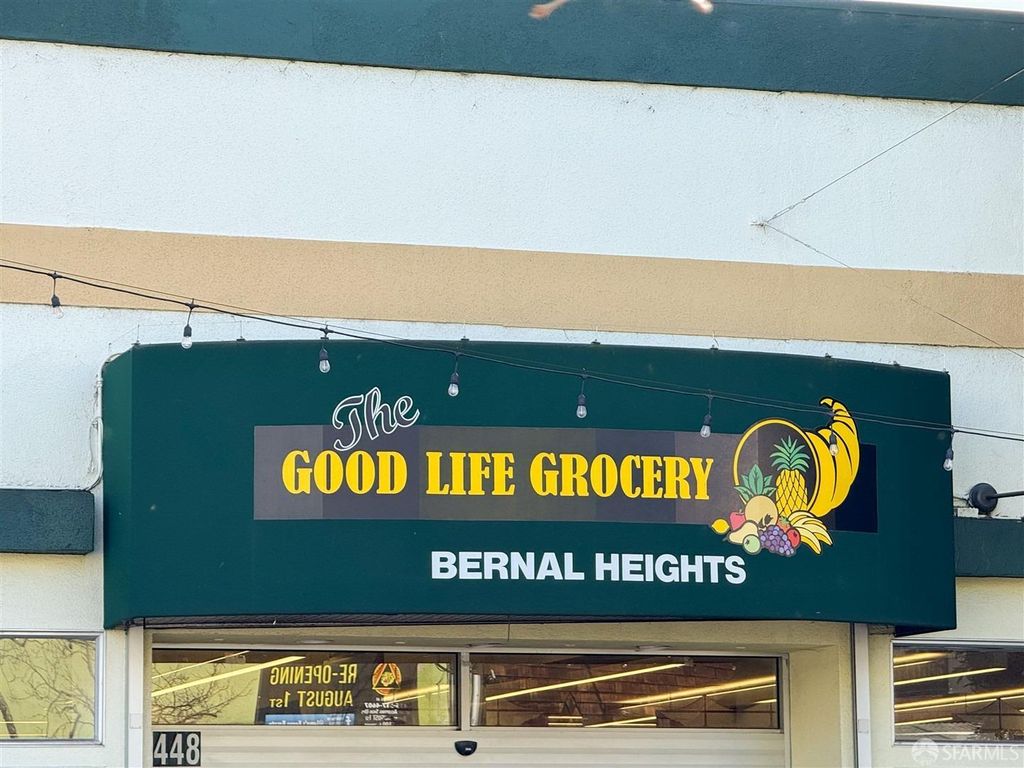 The
GOOD LIFE GROCERY
BERNAL HEIGHTS
RE-OPENING
AUGUST 1ST
448
SFARMLS